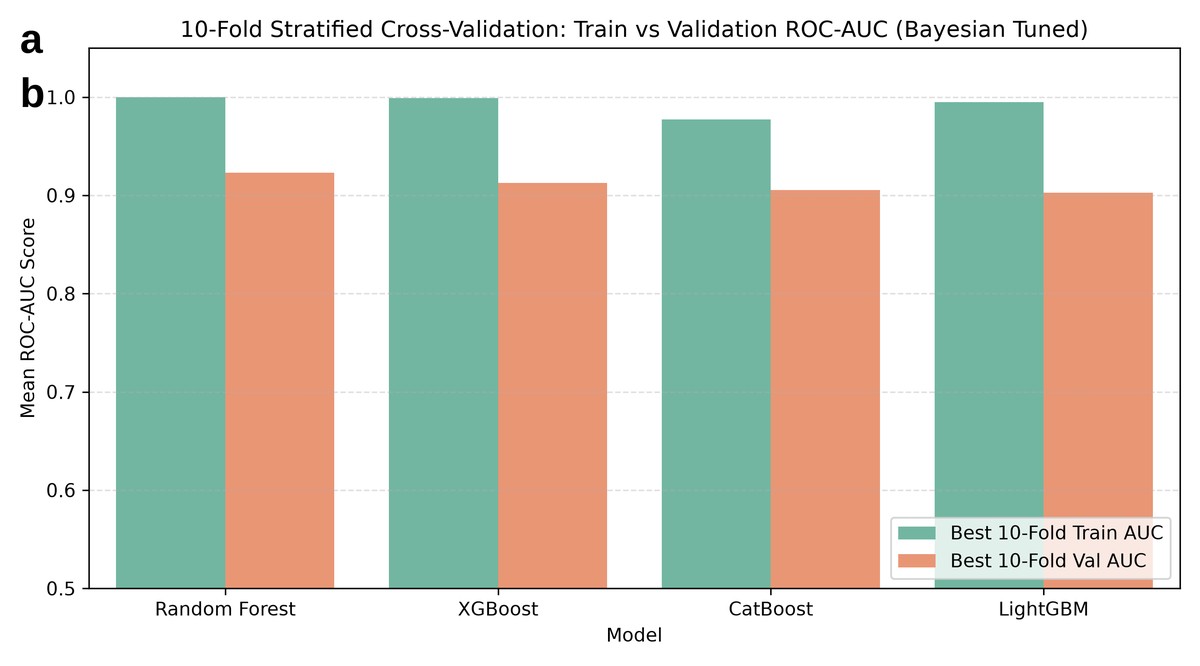 a
10-Fold Stratified Cross-Validation: Train vs Validation ROC-AUC (Bayesian Tuned)
b
1.0
0.9
0.8
0.7
0.6
0.5
Mean ROC-AUC Score
Best 10-Fold Train AUC
Best 10-Fold Val AUC
Random Forest
XGBoost
CatBoost
LightGBM
Model